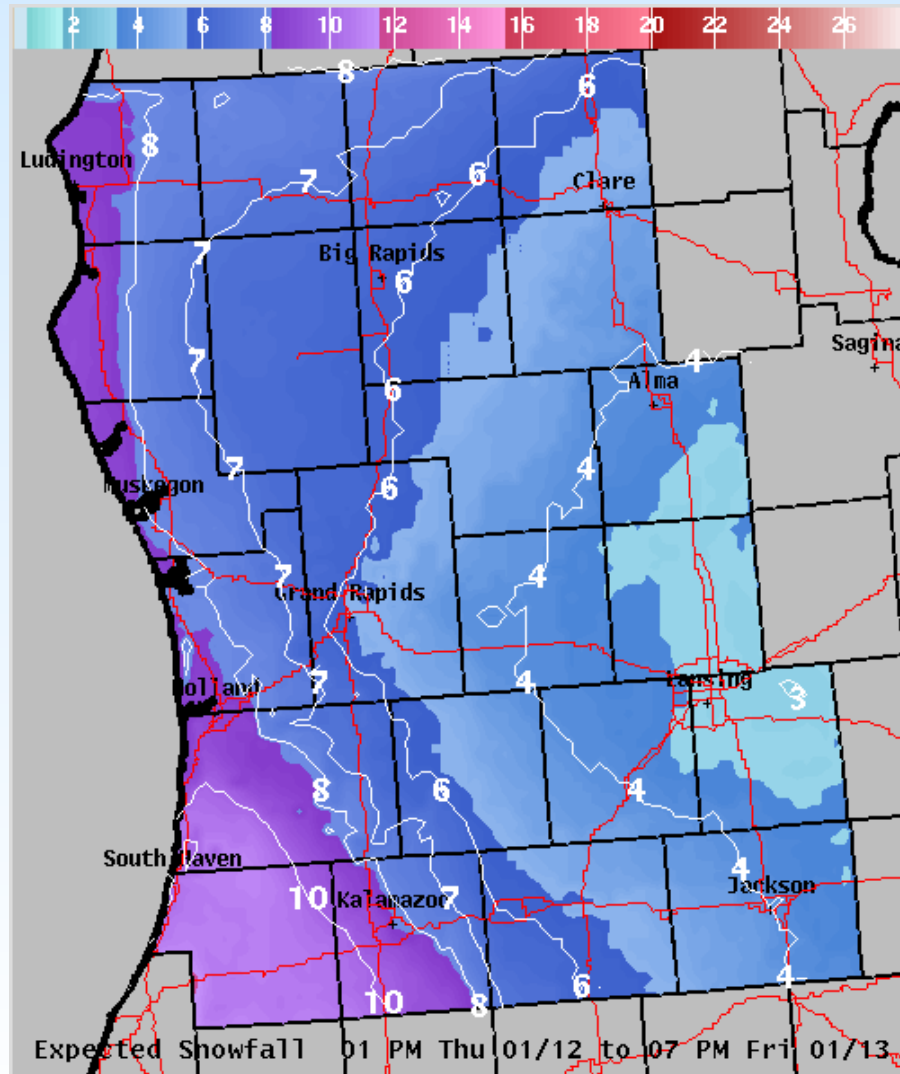 2 4 6 8 10 12 14 16 18 20 22 24 26
8
6
8
Ludington
7
6
Clare
7
Big Rapids
6
Sagina
7
4
Alma
6
7
4
Muskegon
6
7
4
Grand Rapids
7
4
Lansing
Holland
3
8
6
4
South Haven
4
Jackson
10
Kalamazoo
7
6
4
10
8
Expected Snowfall 01 PM Thu 01/12 to 07 PM Fri 01/13